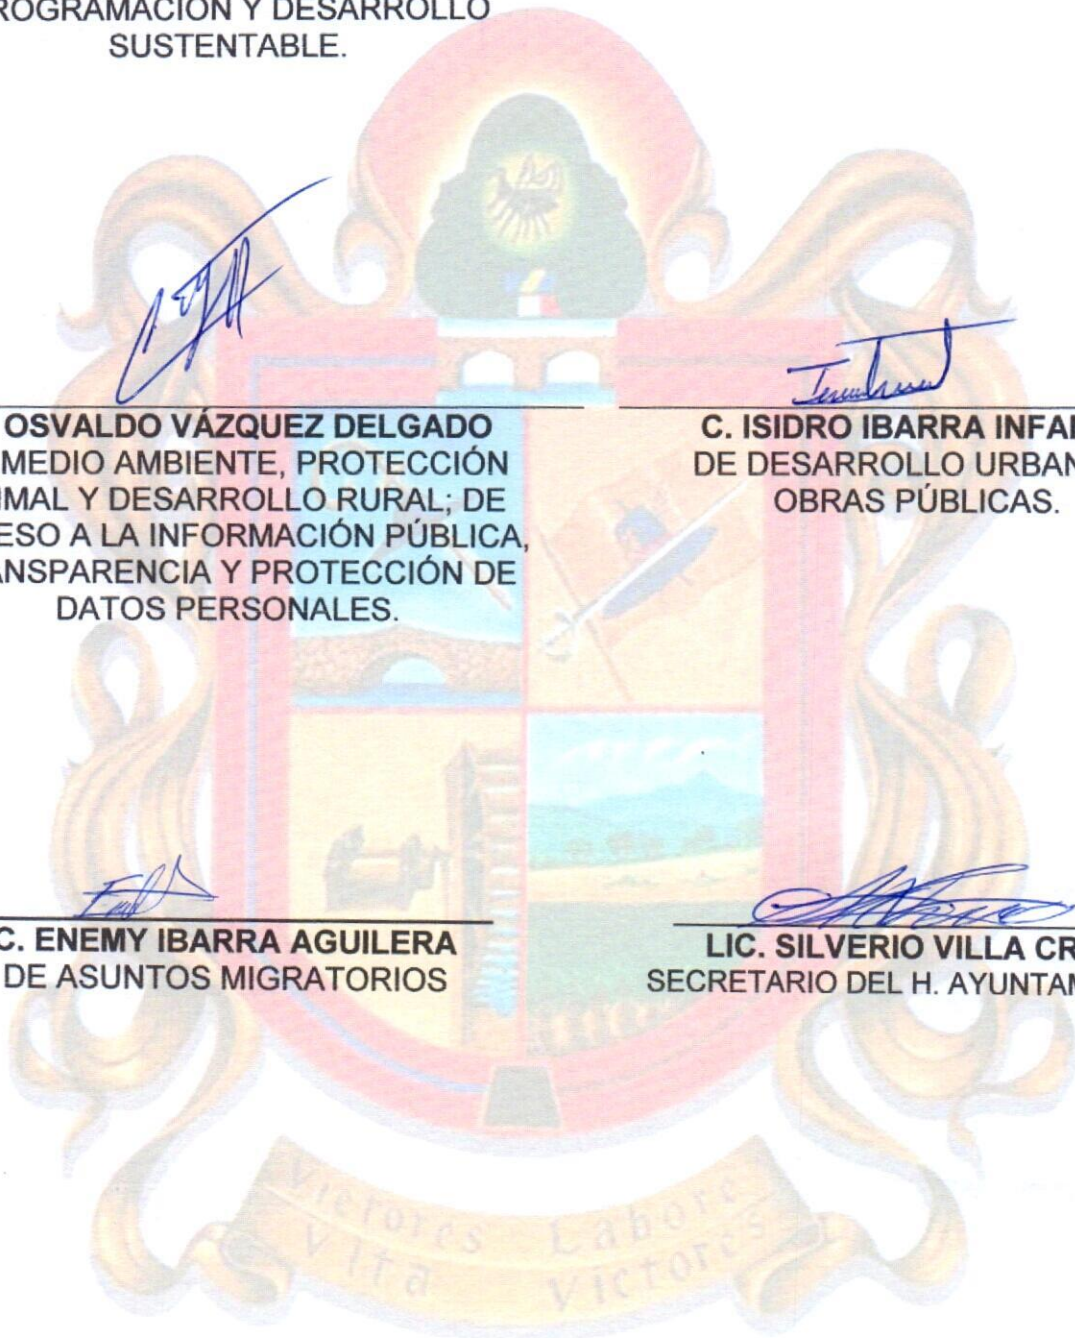 ROGRAMACIÓN Y DESARROLLO
SUSTENTABLE.
OSVALDO VÁZQUEZ DELGADO
MEDIO AMBIENTE, PROTECCIÓN
IMAL Y DESARROLLO RURAL; DE
ESO A LA INFORMACIÓN PÚBLICA,
ANSPARENCIA Y PROTECCIÓN DE
DATOS PERSONALES.
C. ISIDRO IBARRA INFA
DE DESARROLLO URBAN
OBRAS PÚBLICAS.
C. ENEMY IBARRA AGUILERA
DE ASUNTOS MIGRATORIOS
LIC. SILVERIO VILLA CR
SECRETARIO DEL H. AYUNTAM
Victores Labore
Vita Victores